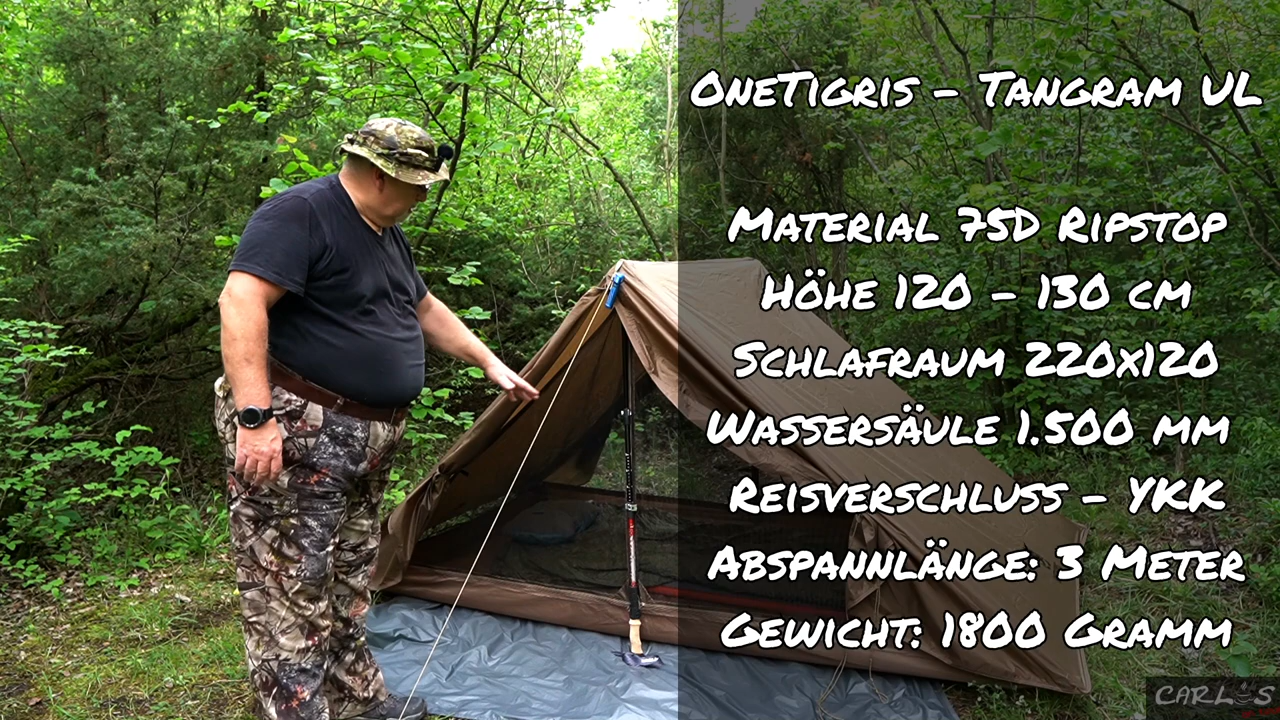 OneTigris - Tangram UL
Material 75D Ripstop
Höhe 120 - 130 cm
Schlafraum 220x120
Wassersäule 1.500 mm
Reisverschluss - YKK
Abspannlänge: 3 Meter
Gewicht: 1800 Gramm
CARLOS